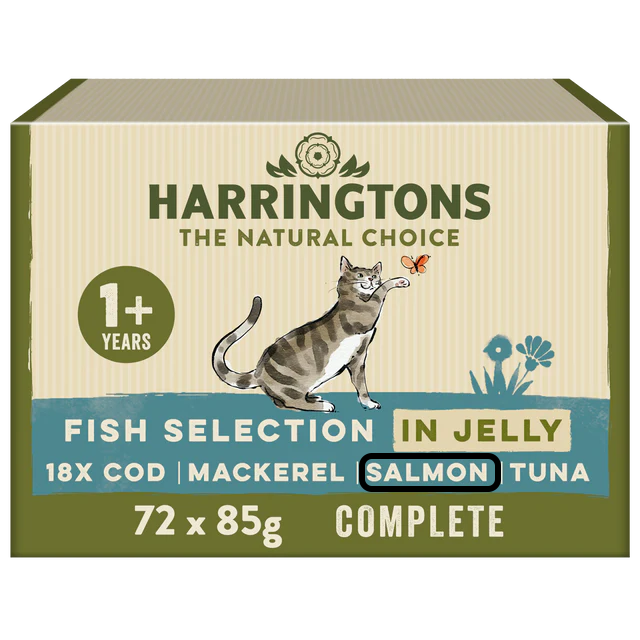 HARRINGTONS
THE NATURAL CHOICE
1+
YEARS
FISH SELECTION IN JELLY
18X COD | MACKEREL | SALMON | TUNA
72 x 85g COMPLETE